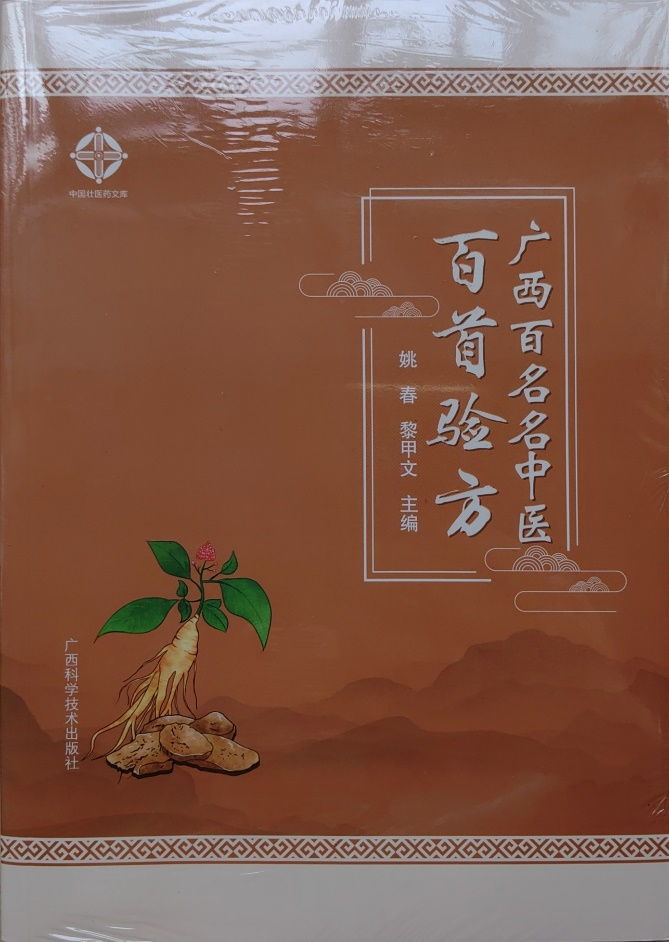 中国壮医药文库
广西百名名中医
百首验方
姚 春 黎甲文 主编
广西科学技术出版社